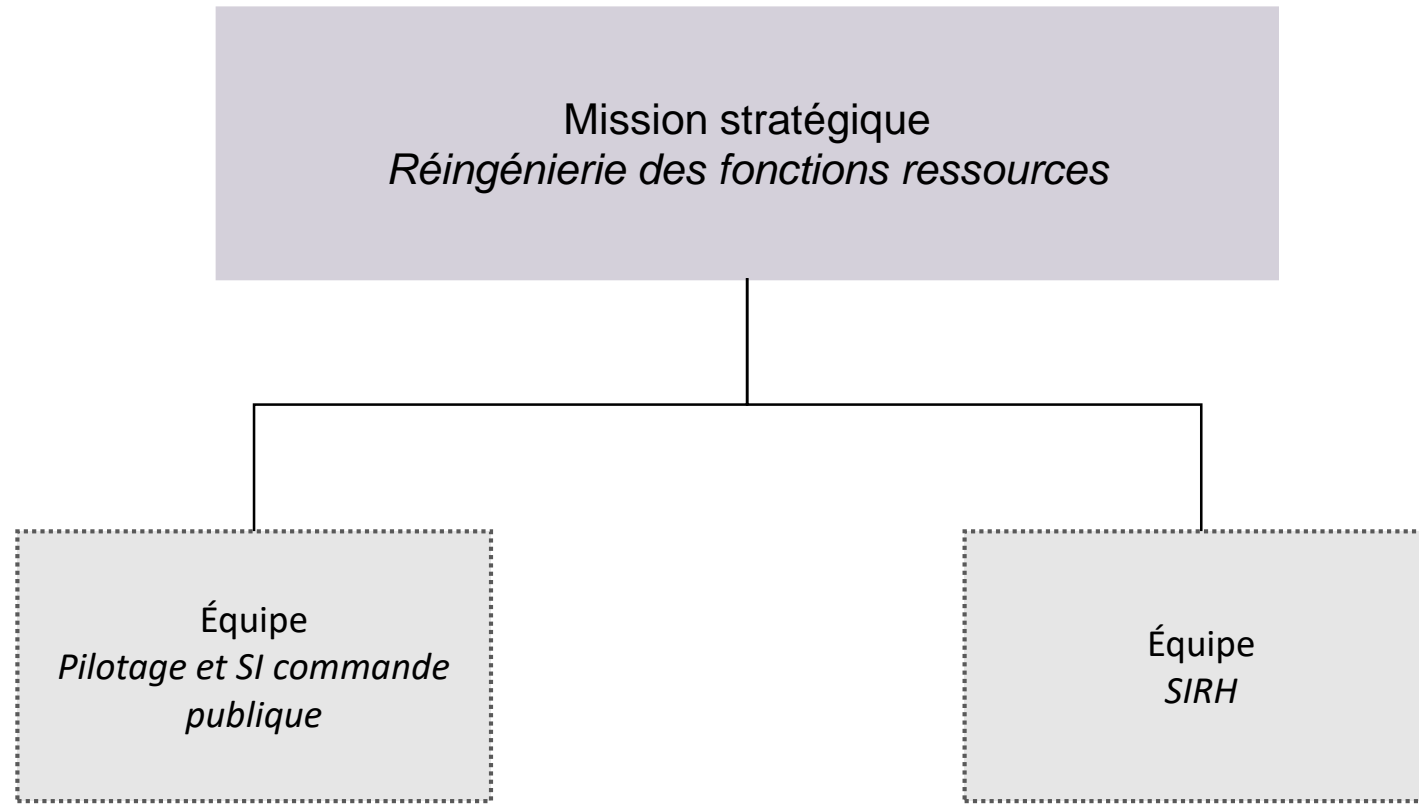 Mission stratégique
Réingénierie des fonctions ressources
Équipe
Pilotage et SI commande
publique
Équipe
SIRH